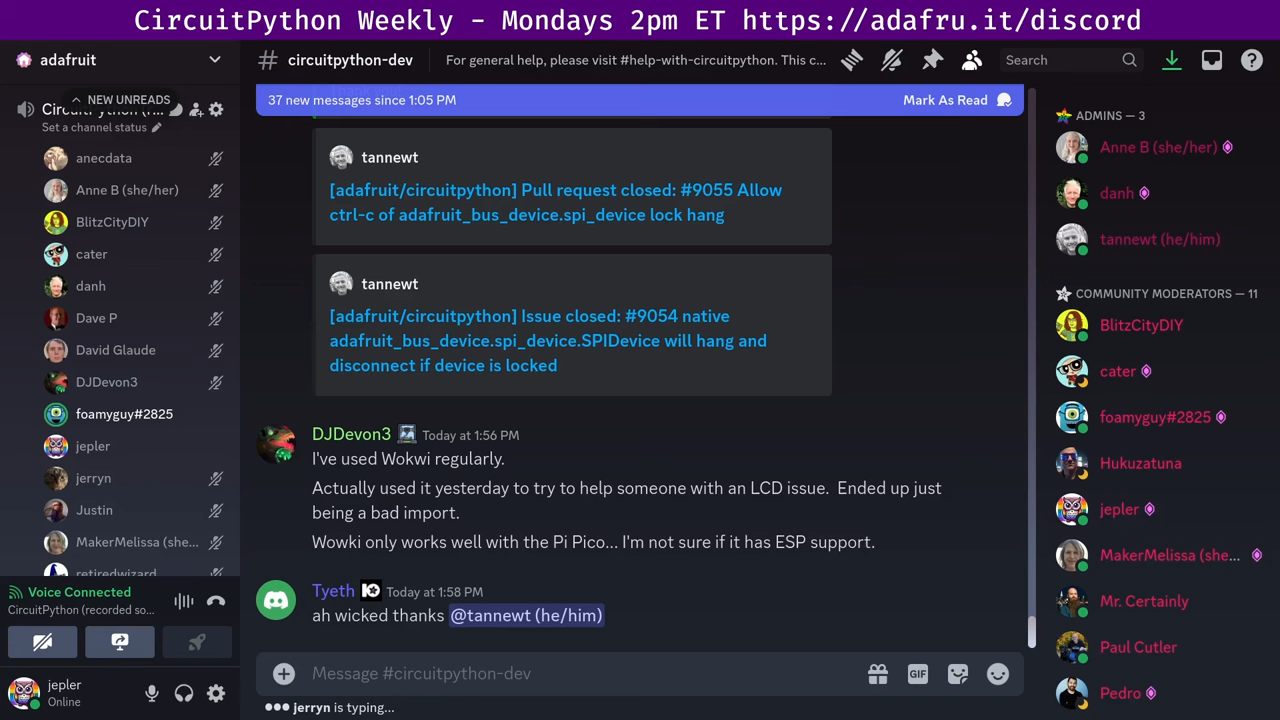 CircuitPython Weekly - Mondays 2pm ET https://adafru.it/discord
adafruit
NEW UNREADS
CircuitPython (r...
Set a channel status
anecdata
Anne B (she/her)
BlitzCityDIY
cater
danh
Dave P
David Glaude
DJDevon3
foamyguy#2825
jepler
jerryn
Justin
MakerMelissa (she...
retiredwizard
Voice Connected
CircuitPython (recorded so...
jepler
Online
circuitpython-dev
For general help, please visit #help-with-circuitpython. This c...
Search
37 new messages since 1:05 PM
Mark As Read
tannewt
[adafruit/circuitpython] Pull request closed: #9055 Allow
ctrl-c of adafruit_bus_device.spi_device lock hang
tannewt
[adafruit/circuitpython] Issue closed: #9054 native
adafruit_bus_device.spi_device.SPIDevice will hang and
disconnect if device is locked
DJDevon3 Today at 1:56 PM
I've used Wokwi regularly.
Actually used it yesterday to try to help someone with an LCD issue.  Ended up just
being a bad import.
Wowki only works well with the Pi Pico... I'm not sure if it has ESP support.
Tyeth Today at 1:58 PM
ah wicked thanks @tannewt (he/him)
Message #circuitpython-dev
GIF
jerryn is typing...
ADMINS — 3
Anne B (she/her)
danh
tannewt (he/him)
COMMUNITY MODERATORS — 11
BlitzCityDIY
cater
foamyguy#2825
Hukuzatuna
jepler
MakerMelissa (she...
Mr. Certainly
Paul Cutler
Pedro